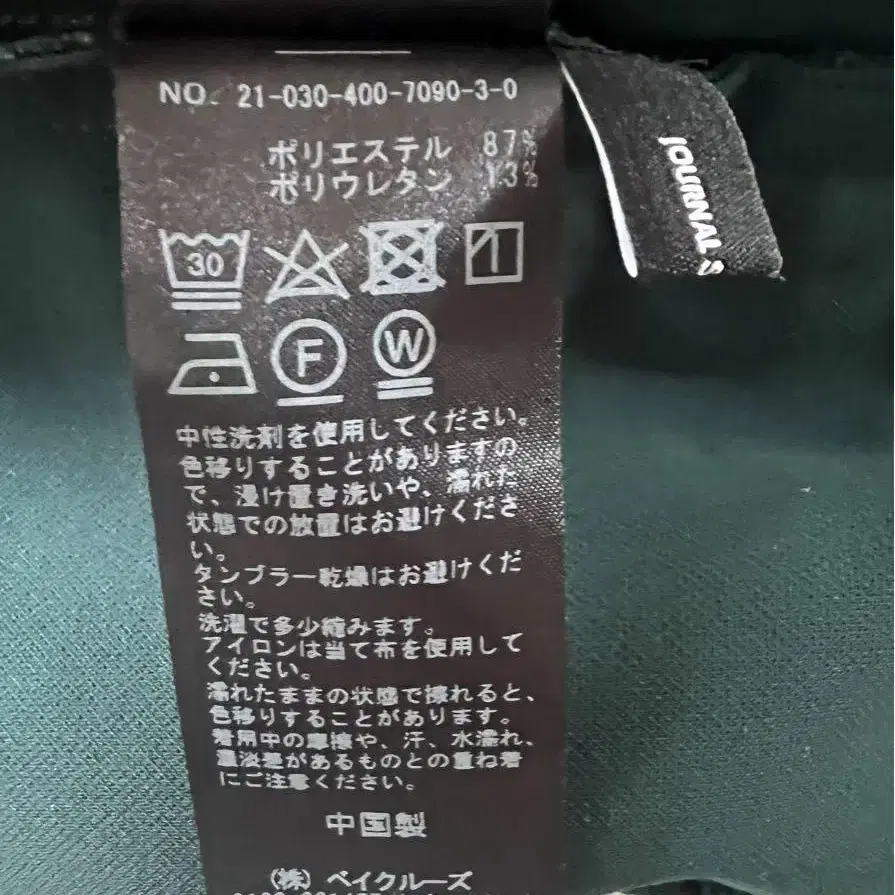 NO. 21-030-400-7090-3-0
ポリエステル 87%
ポリウレタン 13%
JOURNAL S
30
F
W
中性洗剤を使用してください。
色移りすることがありますの
で、浸け置き洗いや、濡れた
状態での放置はお避けくださ
い。
タンブラー乾燥はお避けくだ
さい。
洗濯で多少縮みます。
アイロンは当て布を使用して
ください。
濡れたままの状態で擦れると、
色移りすることがあります。
着用中の摩擦や、汗、水濡れ、
濃淡差があるものとの重ね着
にご注意ください。
中国製
(株) ベイクルーズ